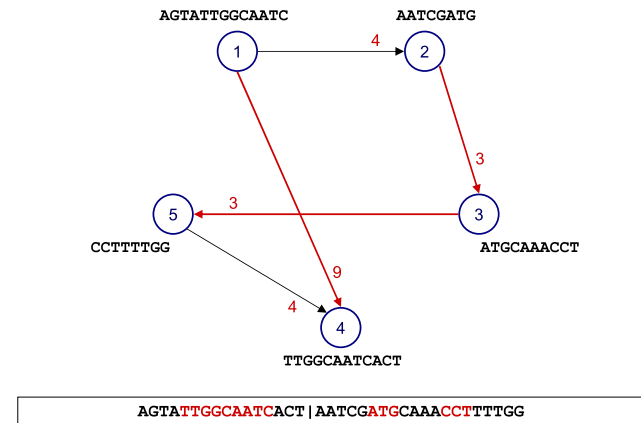 AGTATTGGCAATC AATCGATG
1 4 2
3
5 3 3
CCTTTTGG ATGCAAACCT
9
4
4
TTGGCAATCACT
AGTATTGGCAATCACT|AATCGATGCAAACCTTTTGG